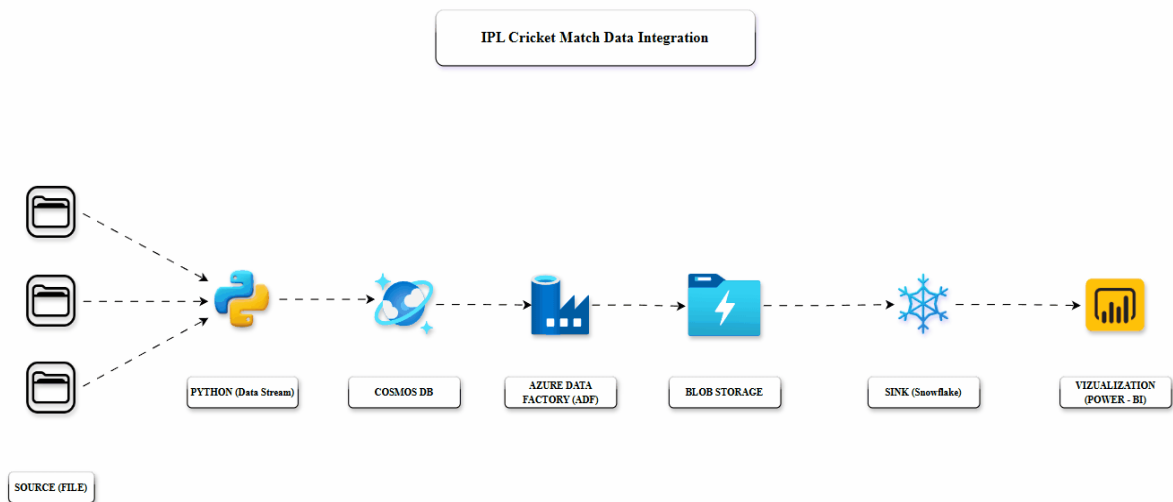 IPL Cricket Match Data Integration
PYTHON (Data Stream)
COSMOS DB
AZURE DATA
FACTORY (ADF)
BLOB STORAGE
SINK (Snowflake)
VIZUALIZATION
(POWER - BI)
SOURCE (FILE)